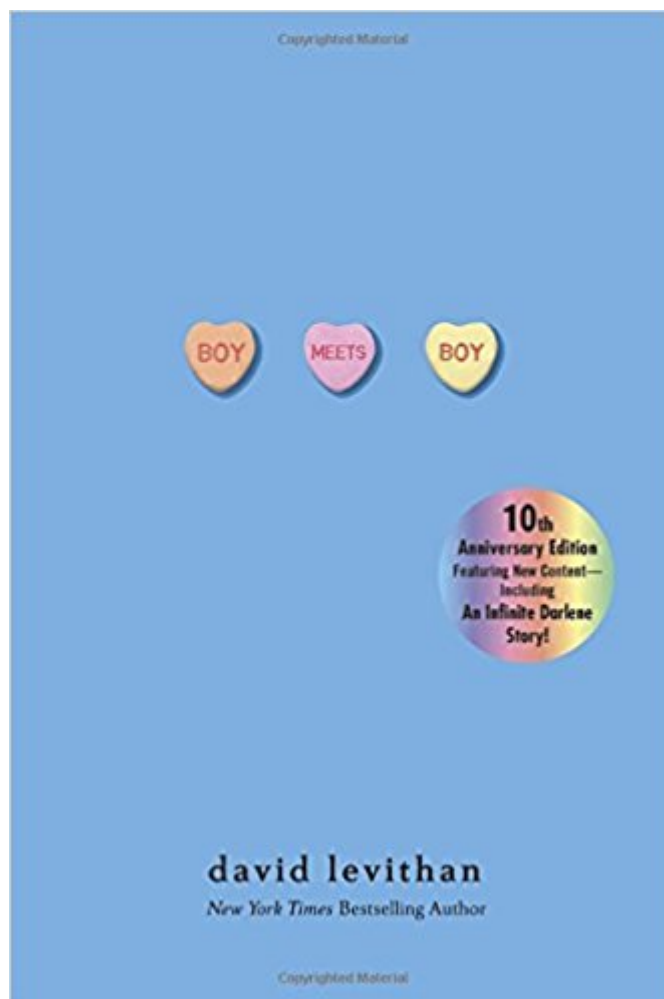 Copyrighted Material
BOY
MEETS
BOY
10th
Anniversary Edition
Featuring New Content—
Including
An Infinite Darlene
Story!
david levithan
New York Times Bestselling Author
Copyrighted Material